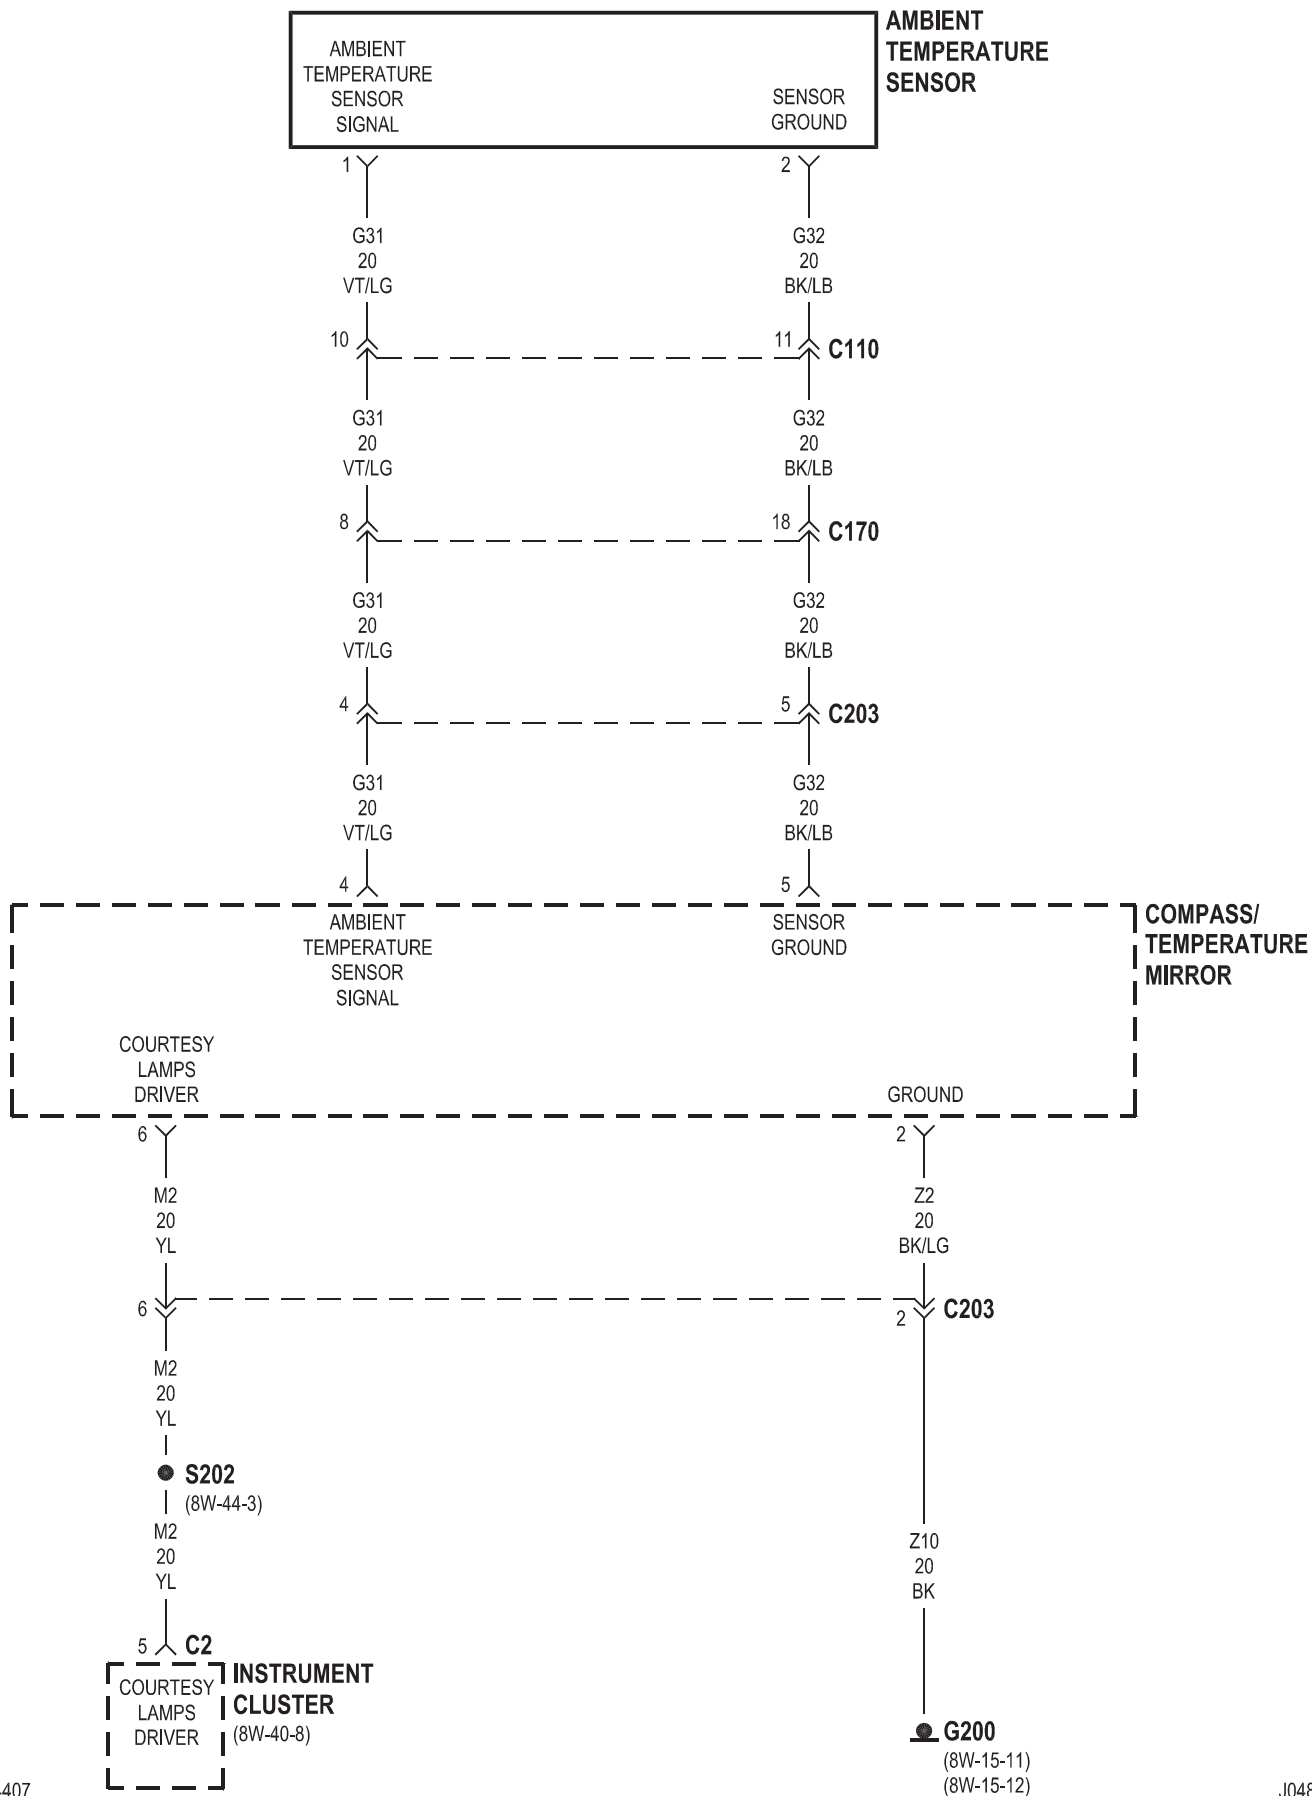 AMBIENT
TEMPERATURE
SENSOR
AMBIENT
TEMPERATURE
SENSOR
SIGNAL
SENSOR
GROUND
1
2
G31
20
VT/LG
G32
20
BK/LB
10
11
C110
G31
20
VT/LG
G32
20
BK/LB
8
18
C170
G31
20
VT/LG
G32
20
BK/LB
4
5
C203
G31
20
VT/LG
G32
20
BK/LB
4
5
AMBIENT
TEMPERATURE
SENSOR
SIGNAL
SENSOR
GROUND
COMPASS/
TEMPERATURE
MIRROR
COURTESY
LAMPS
DRIVER
GROUND
6
2
M2
20
YL
Z2
20
BK/LG
6
2
C203
M2
20
YL
S202
(8W-44-3)
M2
20
YL
Z10
20
BK
5
C2
COURTESY
LAMPS
DRIVER
INSTRUMENT
CLUSTER
(8W-40-8)
G200
(8W-15-11)
(8W-15-12)
407
J048